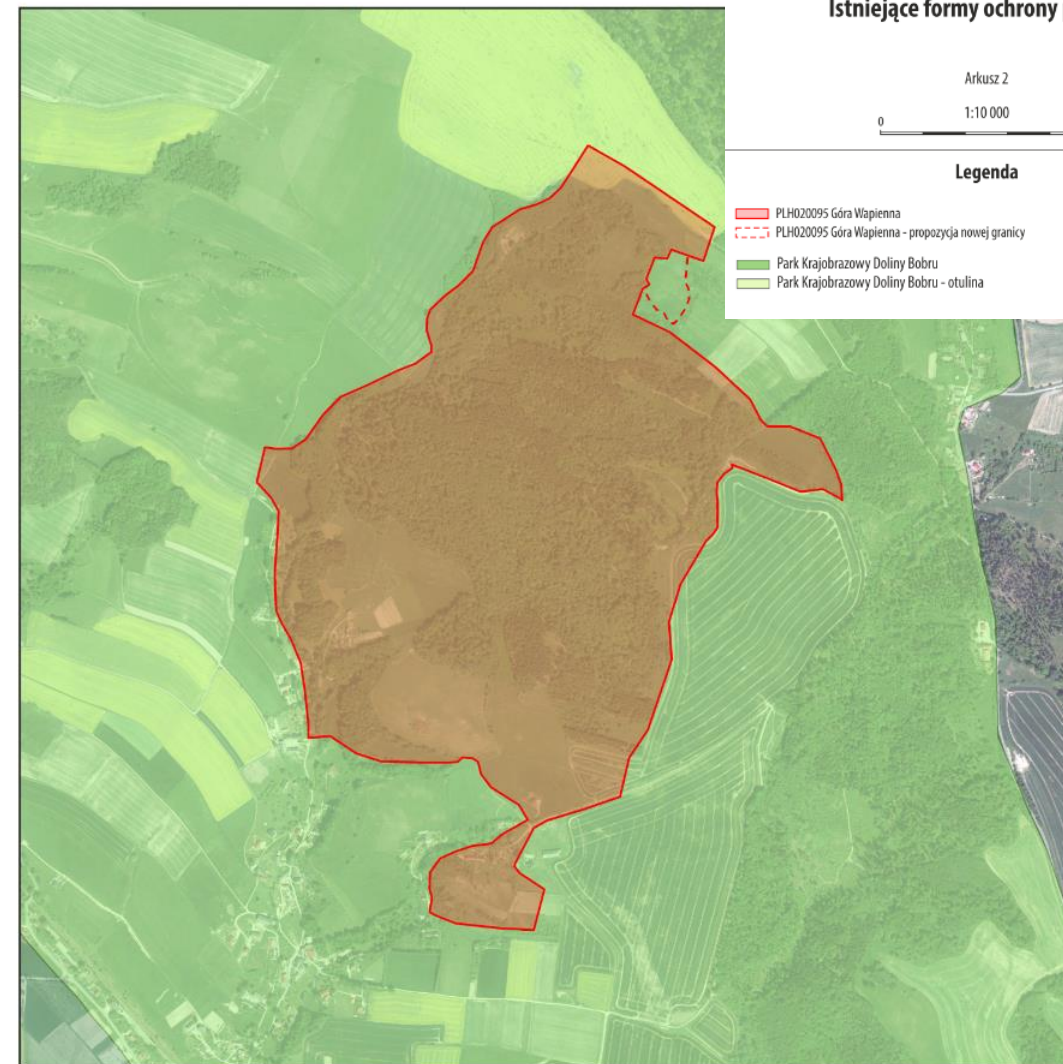 Istniejące formy ochrony
Arkusz 2
1:10 000
0
Legenda
PLH020095 Góra Wapienna
PLH020095 Góra Wapienna - propozycja nowej granicy
Park Krajobrazowy Doliny Bobru
Park Krajobrazowy Doliny Bobru - otulina